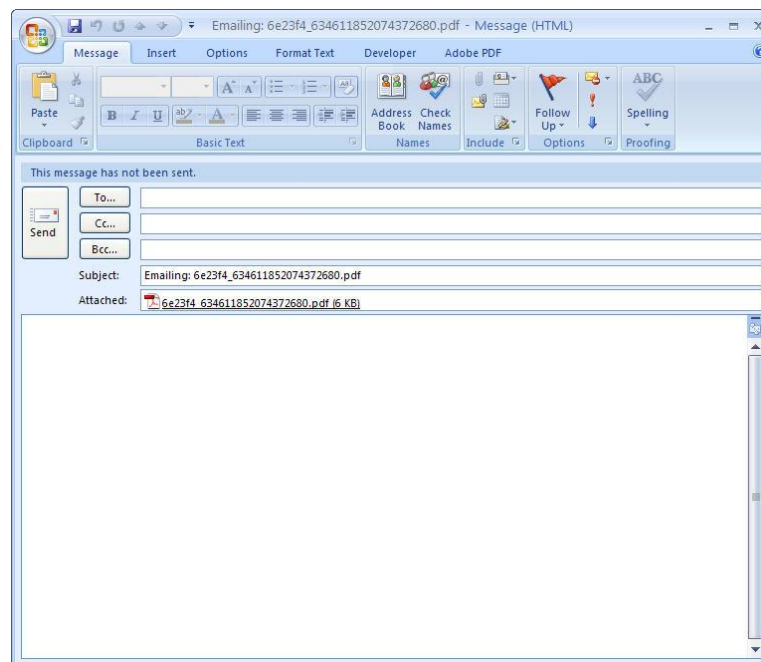 Emailing: 6e23f4_634611852074372680.pdf - Message (HTML)
Message Insert Options Format Text Developer Adobe PDF
Paste
B I U ab A
A A
ABC
Address Book
Check Names
Follow Up
Spelling
Clipboard Basic Text Names Include Options Proofing
This message has not been sent.
Send
To...
Cc...
Bcc...
Subject: Emailing: 6e23f4_634611852074372680.pdf
Attached: 6e23f4_634611852074372680.pdf (6 KB)